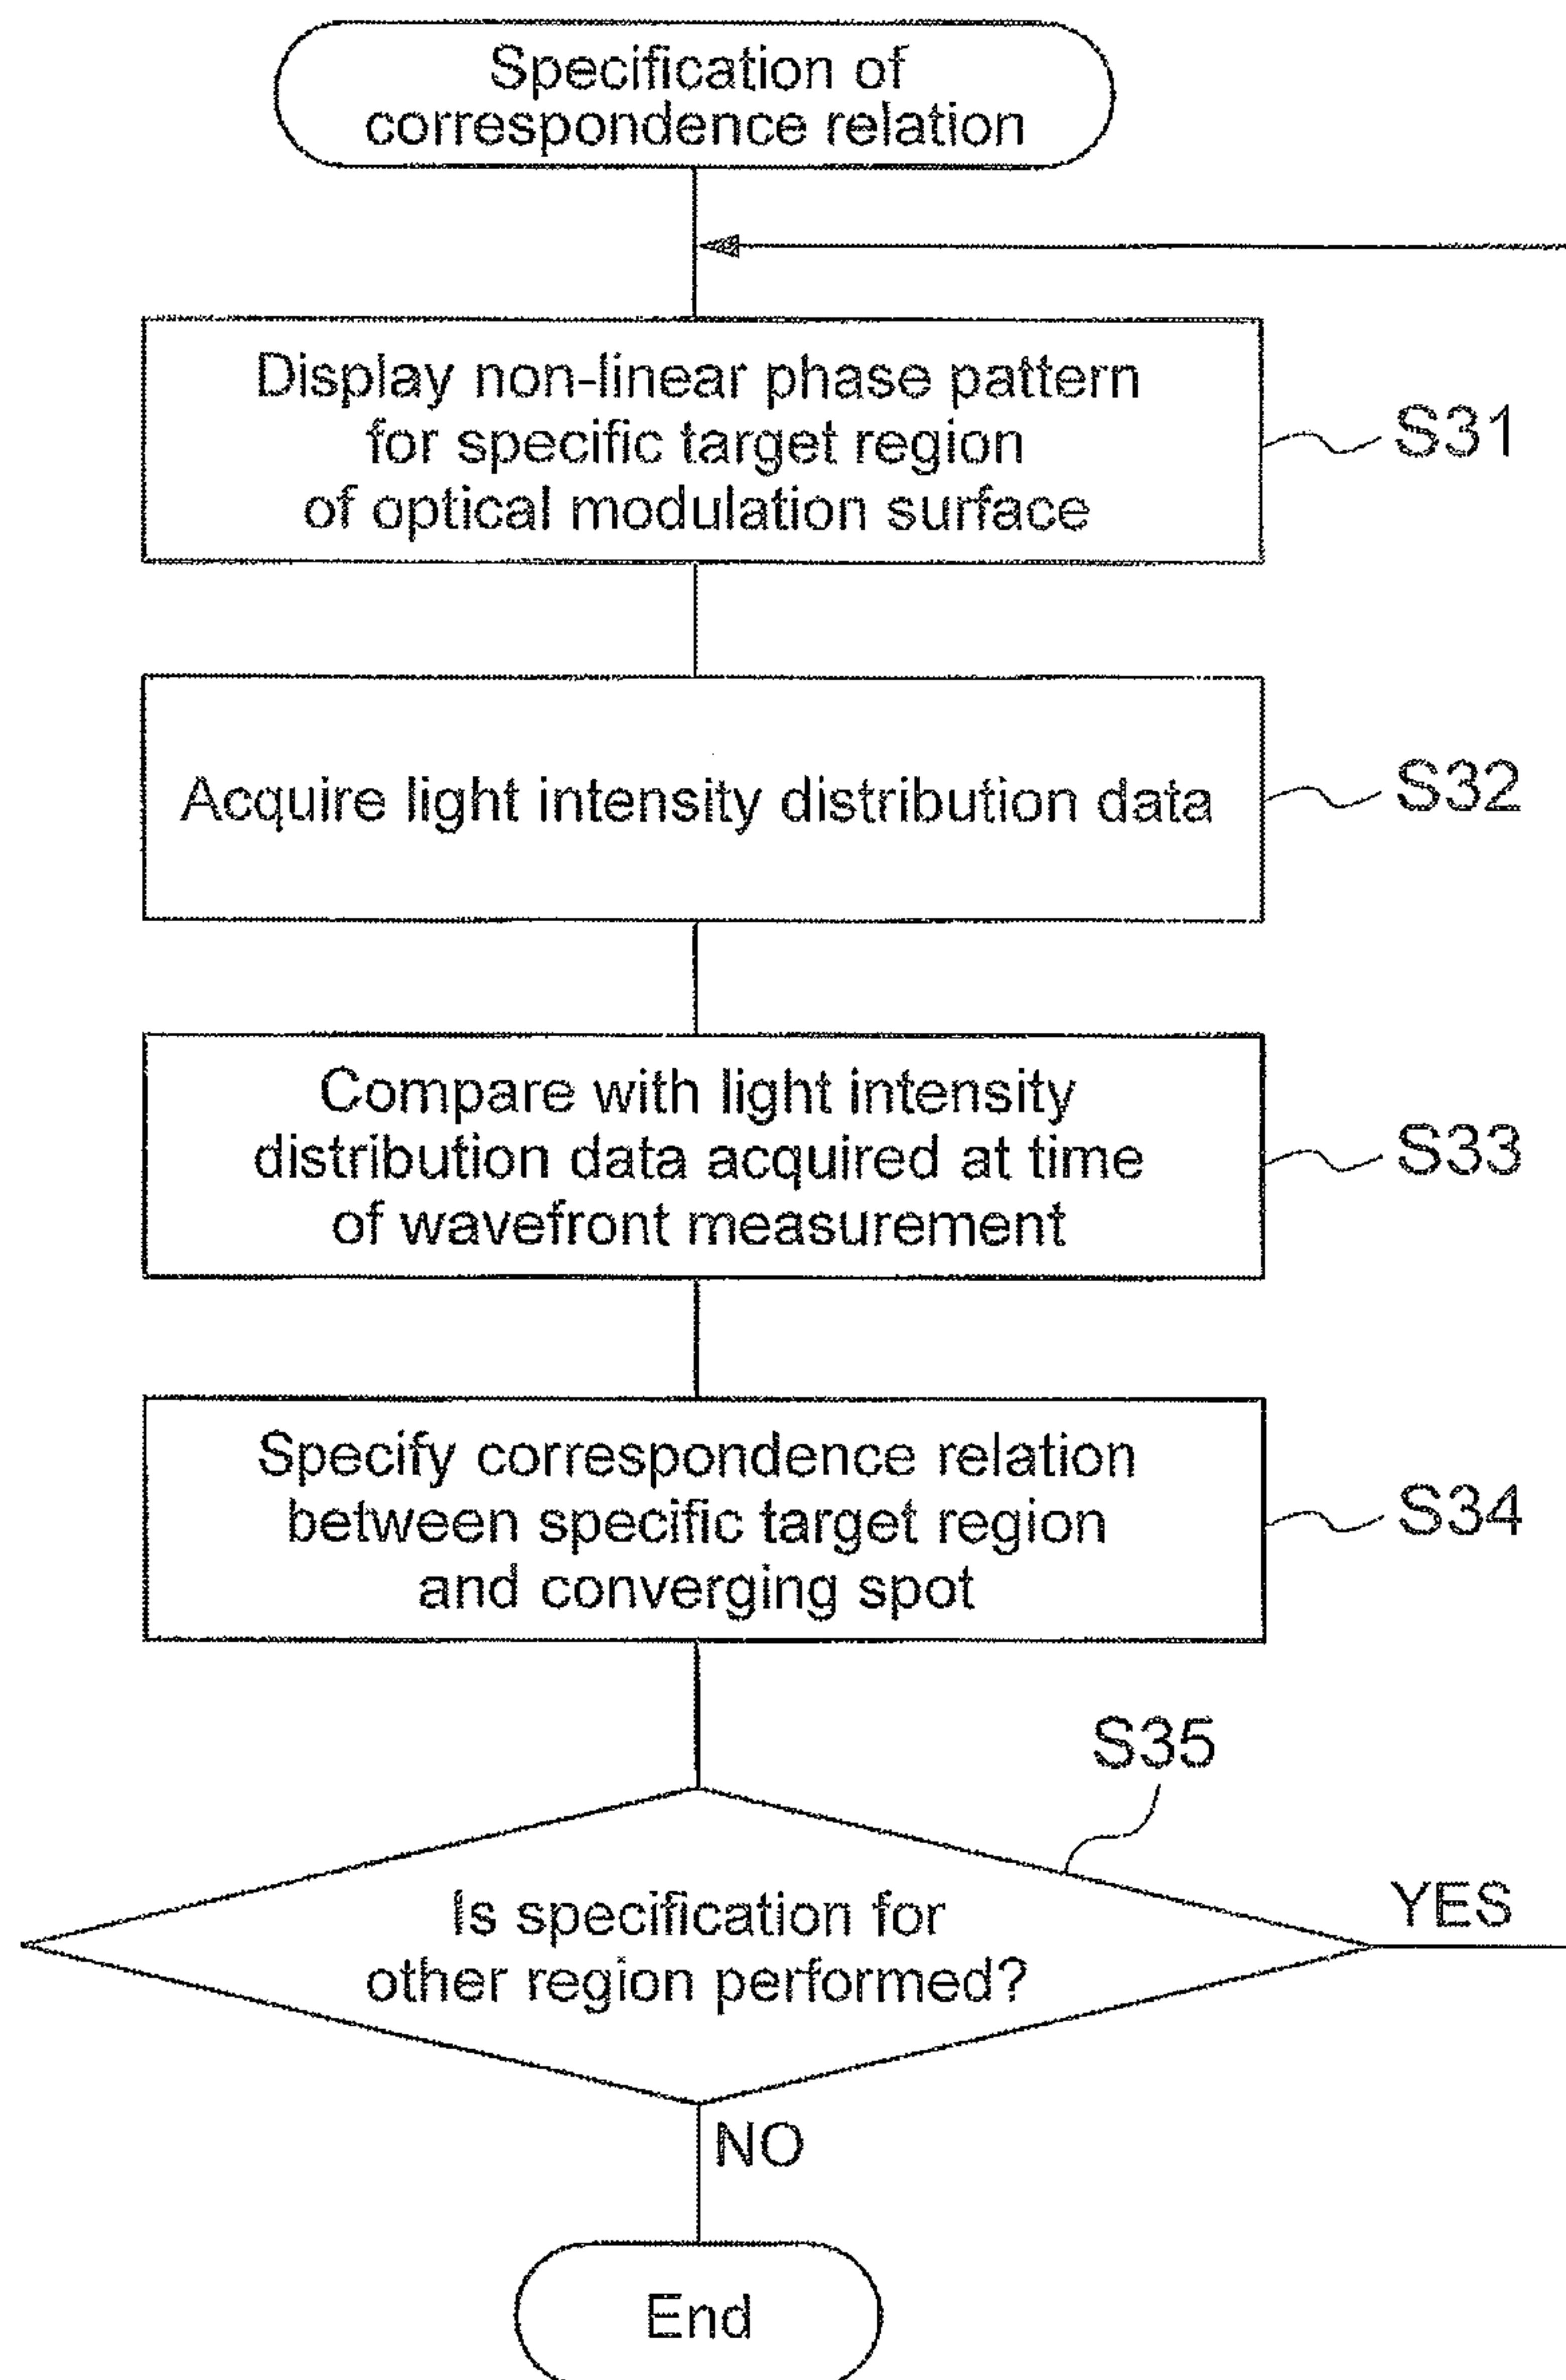 Specification of
correspondence relation
Display non-linear phase pattern
for specific target region
of optical modulation surface
S31
Acquire light intensity distribution data
S32
Compare with light intensity
distribution data acquired at time
of wavefront measurement
S33
Specify correspondence relation
between specific target region
and converging spot
S34
S35
Is specification for
other region performed?
YES
NO
End